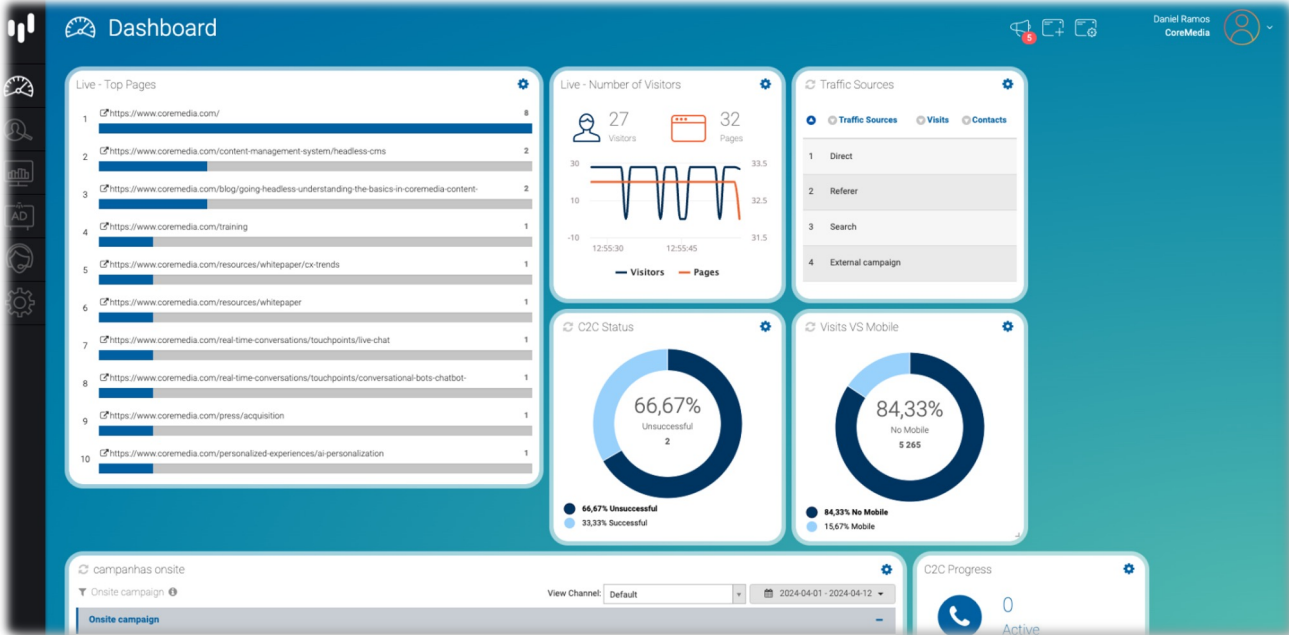 Dashboard
5
Daniel Ramos
CoreMedia
AD
Live - Top Pages
1 https://www.coremedia.com/ 8
2 https://www.coremedia.com/content-management-system/headless-cms 2
3 https://www.coremedia.com/blog/going-headless-understanding-the-basics-in-coremedia-content- 2
4 https://www.coremedia.com/training 1
5 https://www.coremedia.com/resources/whitepaper/cx-trends 1
6 https://www.coremedia.com/resources/whitepaper 1
7 https://www.coremedia.com/real-time-conversations/touchpoints/live-chat 1
8 https://www.coremedia.com/real-time-conversations/touchpoints/conversational-bots-chatbot- 1
9 https://www.coremedia.com/press/acquisition 1
10 https://www.coremedia.com/personalized-experiences/ai-personalization 1
Live - Number of Visitors
27 32
Visitors Pages
30 33.5
10 32.5
-10 31.5
12:55:30 12:55:45
Visitors Pages
Traffic Sources
Traffic Sources Visits Contacts
1 Direct
2 Referer
3 Search
4 External campaign
C2C Status
66,67%
Unsuccessful
2
66,67% Unsuccessful
33,33% Successful
Visits VS Mobile
84,33%
No Mobile
5 265
84,33% No Mobile
15,67% Mobile
campanhas onsite
Onsite campaign View Channel: Default 2024-04-01 - 2024-04-12
Onsite campaign
C2C Progress
0
Active